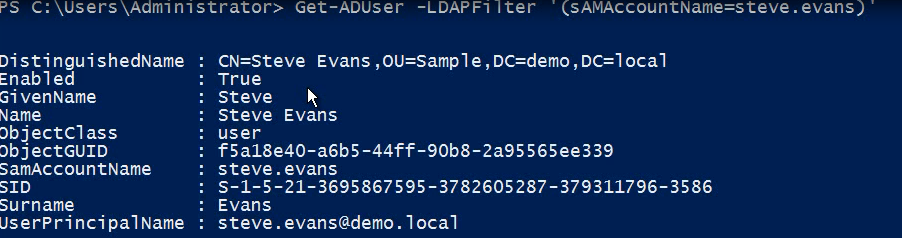 PS C:\Users\Administrator> Get-ADUser -LDAPFilter '(sAMAccountName=steve.evans)'
DistinguishedName : CN=Steve Evans,OU=Sample,DC=demo,DC=local
Enabled : True
GivenName : Steve
Name : Steve Evans
ObjectClass : user
ObjectGUID : f5a18e40-a6b5-44ff-90b8-2a95565ee339
SamAccountName : steve.evans
SID : S-1-5-21-3695867595-3782605287-379311796-3586
Surname : Evans
UserPrincipalName : steve.evans@demo.local